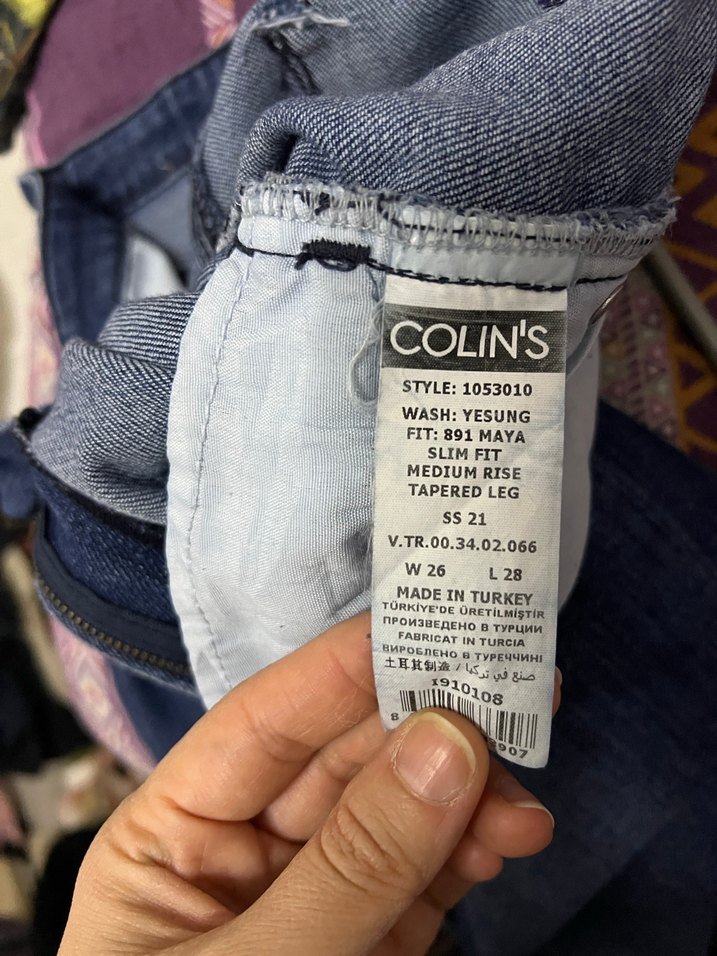 COLIN'S
STYLE: 1053010
WASH: YESUNG
FIT: 891 MAYA
SLIM FIT
MEDIUM RISE
TAPERED LEG
SS 21
V.TR.00.34.02.066
W 26 L 28
MADE IN TURKEY
TÜRKİYE'DE ÜRETİLMİŞTİR
ПРОИЗВЕДЕНО В ТУРЦИИ
FABRICAT IN TURCIA
ВИРОБЛЕНО В ТУРЕЧЧИНІ
土耳其制造 / صنع في تركيا
1910108
8 8907